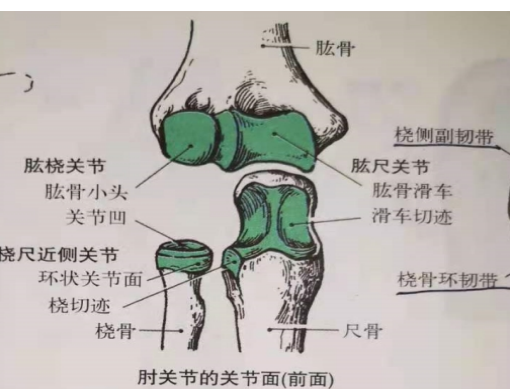 肱骨
桡侧副韧带
肱桡关节
肱尺关节
肱骨小头
肱骨滑车
关节凹
滑车切迹
桡尺近侧关节
环状关节面
桡骨环韧带
桡切迹
桡骨
尺骨
肘关节的关节面(前面)